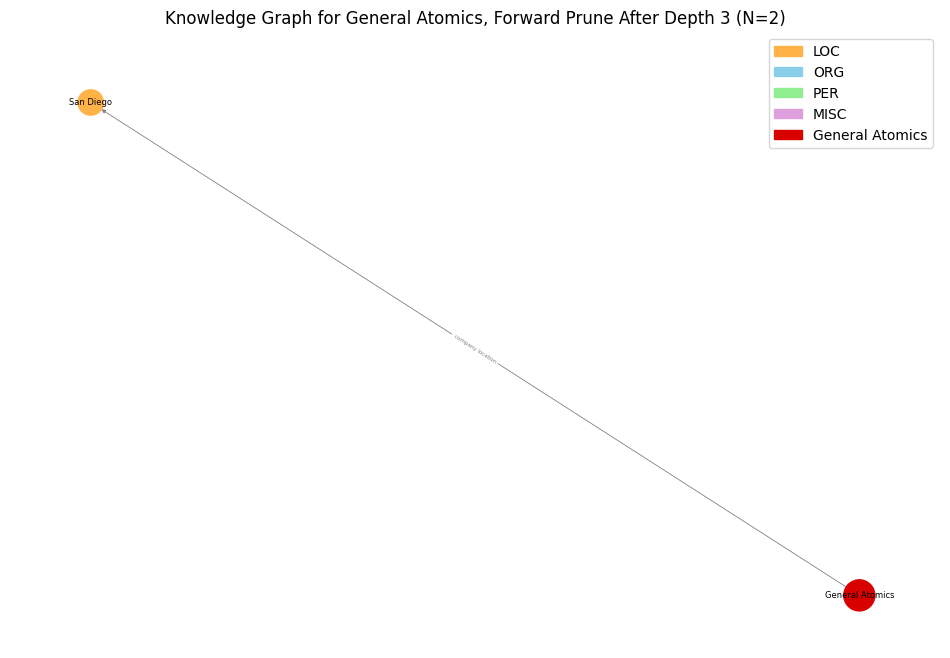 Knowledge Graph for General Atomics, Forward Prune After Depth 3 (N=2)
LOC
ORG
PER
MISC
General Atomics
San Diego
company location
General Atomics